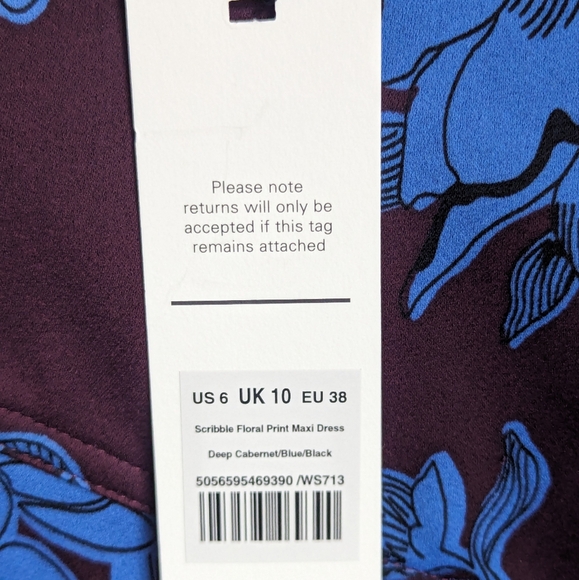 Please note
returns will only be
accepted if this tag
remains attached
US 6 UK 10 EU 38
Scribble Floral Print Maxi Dress
Deep Cabernet/Blue/Black
5056595469390 /WS713